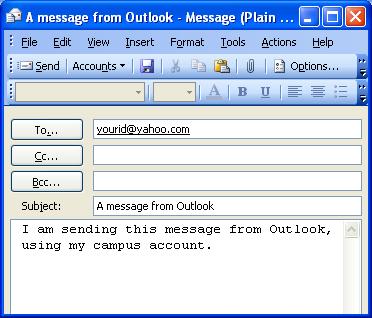 A message from Outlook - Message (Plain ...
File Edit View Insert Format Tools Actions Help
Send Accounts Options...
A B U
To... yourid@yahoo.com
Cc...
Bcc...
Subject: A message from Outlook
I am sending this message from Outlook,
using my campus account.